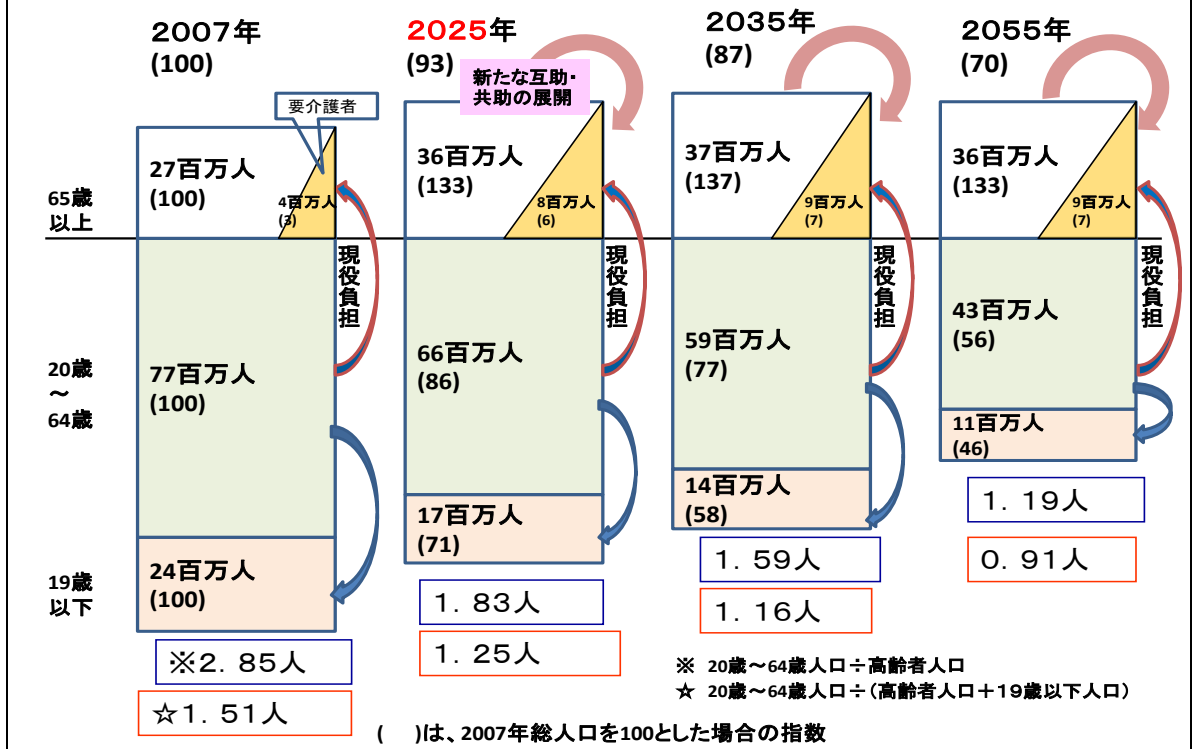 2007年
(100)
要介護者
27百万人
(100)
4百万人
(3)
65歳
以上
現役負担
77百万人
(100)
20歳
～
64歳
24百万人
(100)
19歳
以下
※2．85人
☆1．51人
2025年
(93)
新たな互助・
共助の展開
36百万人
(133)
8百万人
(6)
現役負担
66百万人
(86)
17百万人
(71)
1．83人
1．25人
2035年
(87)
37百万人
(137)
9百万人
(7)
現役負担
59百万人
(77)
14百万人
(58)
1．59人
1．16人
2055年
(70)
36百万人
(133)
9百万人
(7)
現役負担
43百万人
(56)
11百万人
(46)
1．19人
0．91人
※ 20歳～64歳人口÷高齢者人口
☆ 20歳～64歳人口÷(高齢者人口＋19歳以下人口)
(　)は、2007年総人口を100とした場合の指数